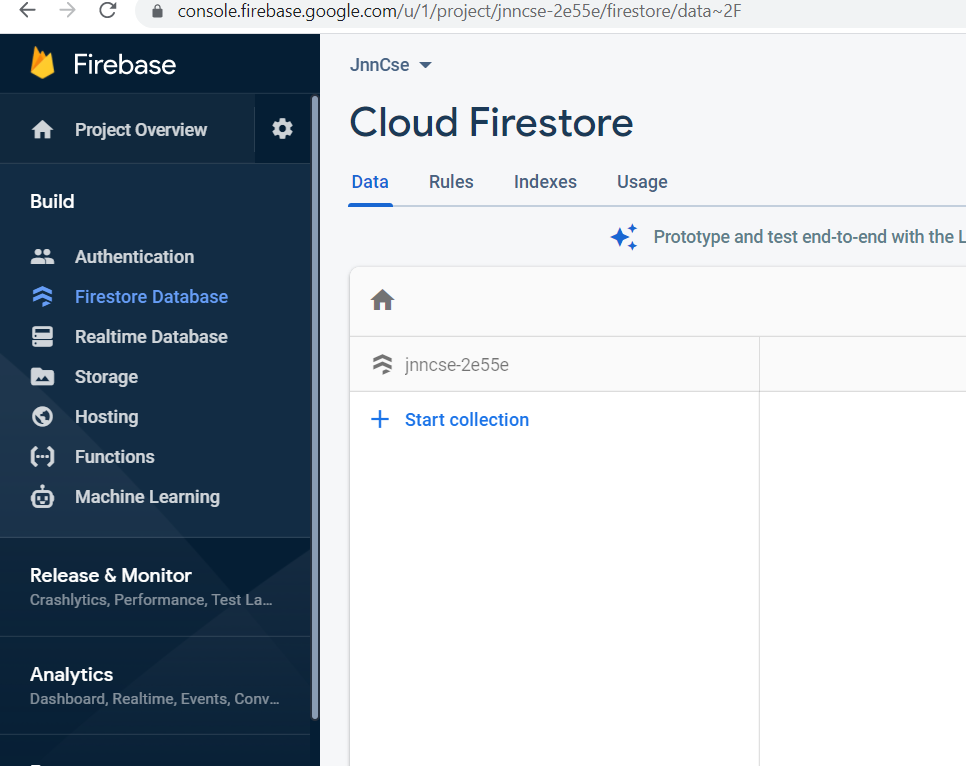 console.firebase.google.com/u/1/project/jnncse-2e55e/firestore/data~2F
Firebase
Project Overview
Build
Authentication
Firestore Database
Realtime Database
Storage
Hosting
Functions
Machine Learning
Release & Monitor
Crashlytics, Performance, Test La...
Analytics
Dashboard, Realtime, Events, Conv...
JnnCse
Cloud Firestore
Data Rules Indexes Usage
Prototype and test end-to-end with the L
jnncse-2e55e
Start collection